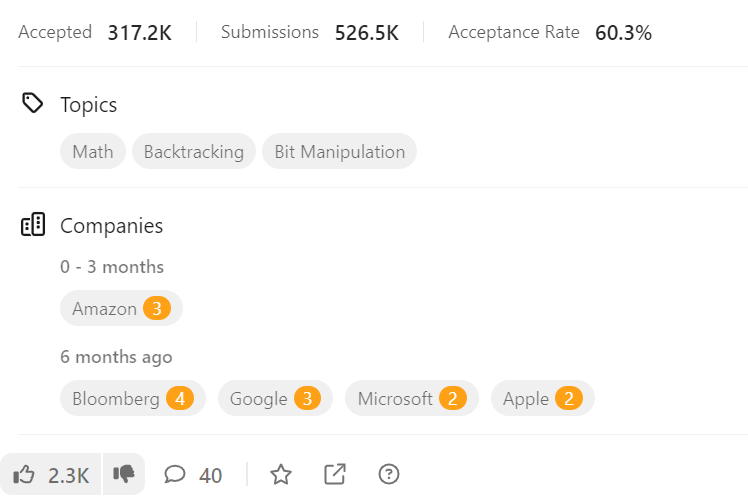 Accepted 317.2K Submissions 526.5K Acceptance Rate 60.3%
Topics
Math Backtracking Bit Manipulation
Companies
0 - 3 months
Amazon 3
6 months ago
Bloomberg 4 Google 3 Microsoft 2 Apple 2
2.3K 40